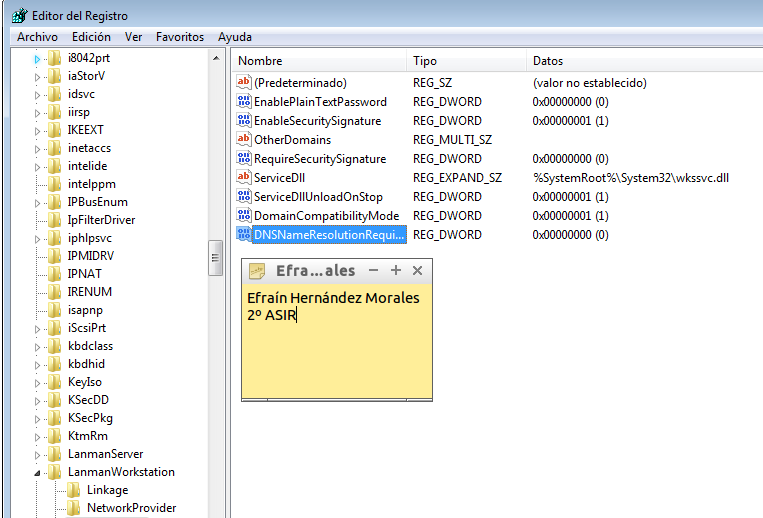 Editor del Registro
Archivo Edición Ver Favoritos Ayuda
i8042prt
iaStorV
idsvc
iirsp
IKEEXT
inetaccs
intelide
intelppm
IPBusEnum
IpFilterDriver
iphlpsvc
IPMIDRV
IPNAT
IRENUM
isapnp
iScsiPrt
kbdclass
kbdhid
KeyIso
KSecDD
KSecPkg
KtmRm
LanmanServer
LanmanWorkstation
Linkage
NetworkProvider
Nombre Tipo Datos
(Predeterminado) REG_SZ (valor no establecido)
EnablePlainTextPassword REG_DWORD 0x00000000 (0)
EnableSecuritySignature REG_DWORD 0x00000001 (1)
OtherDomains REG_MULTI_SZ
RequireSecuritySignature REG_DWORD 0x00000000 (0)
ServiceDll REG_EXPAND_SZ %SystemRoot%\System32\wkssvc.dll
ServiceDllUnloadOnStop REG_DWORD 0x00000001 (1)
DomainCompatibilityMode REG_DWORD 0x00000001 (1)
DNSNameResolutionRequi... REG_DWORD 0x00000000 (0)
Efra...ales
Efraín Hernández Morales
2º ASIR